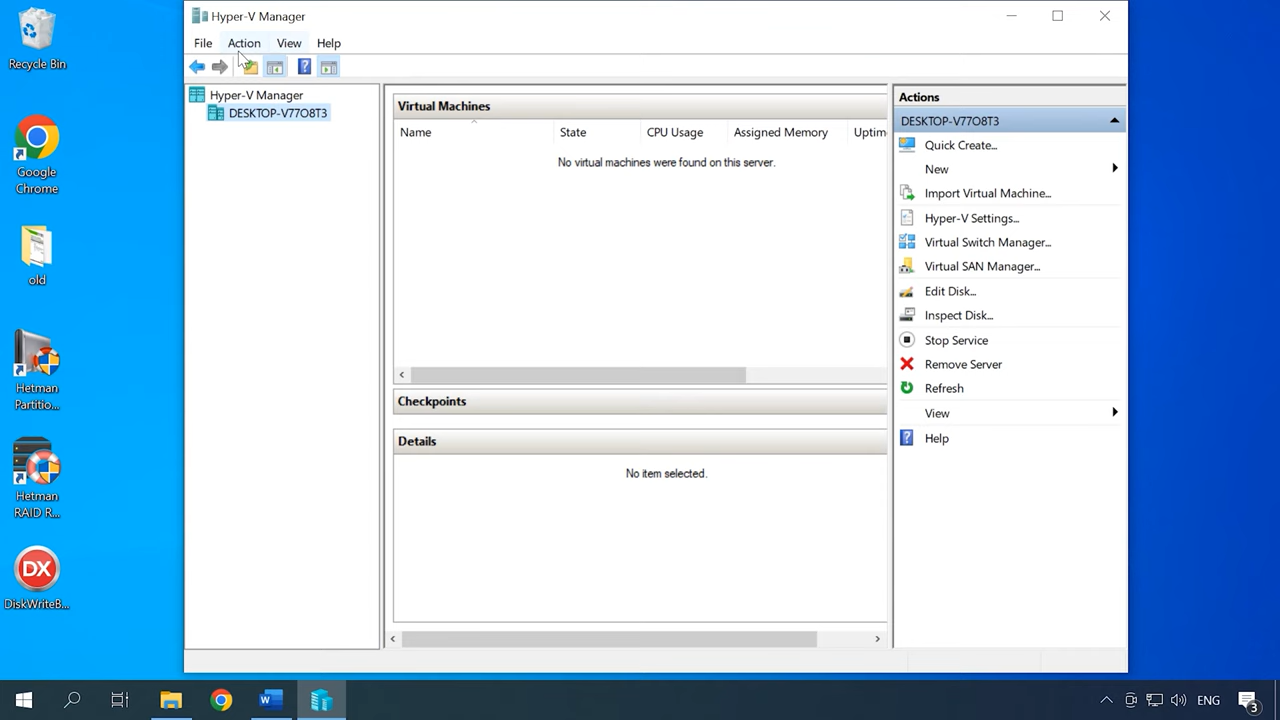 Recycle Bin
Google
Chrome
old
Hetman
Partitio...
Hetman
RAID R...
DX
DiskWriteB...
Hyper-V Manager
File Action View Help
?
Hyper-V Manager
DESKTOP-V77O8T3
Virtual Machines
Name State CPU Usage Assigned Memory Uptim
No virtual machines were found on this server.
Checkpoints
Details
No item selected.
Actions
DESKTOP-V77O8T3
Quick Create...
New
Import Virtual Machine...
Hyper-V Settings...
Virtual Switch Manager...
Virtual SAN Manager...
Edit Disk...
Inspect Disk...
Stop Service
Remove Server
Refresh
View
? Help
W
ENG
3